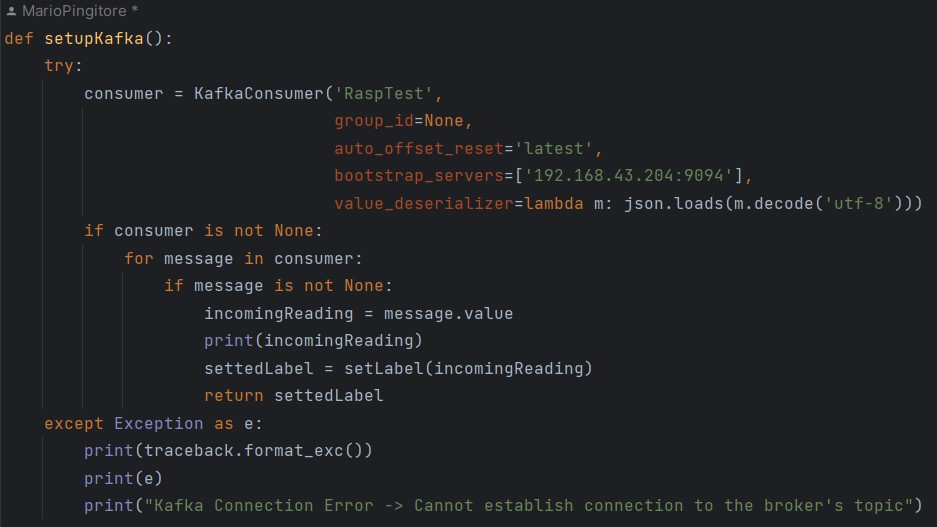 MarioPingitore *
def setupKafka():
    try:
        consumer = KafkaConsumer('RaspTest',
                                 group_id=None,
                                 auto_offset_reset='latest',
                                 bootstrap_servers=['192.168.43.204:9094'],
                                 value_deserializer=lambda m: json.loads(m.decode('utf-8')))
        if consumer is not None:
            for message in consumer:
                if message is not None:
                    incomingReading = message.value
                    print(incomingReading)
                    settedLabel = setLabel(incomingReading)
                    return settedLabel
    except Exception as e:
        print(traceback.format_exc())
        print(e)
        print("Kafka Connection Error -> Cannot establish connection to the broker's topic")